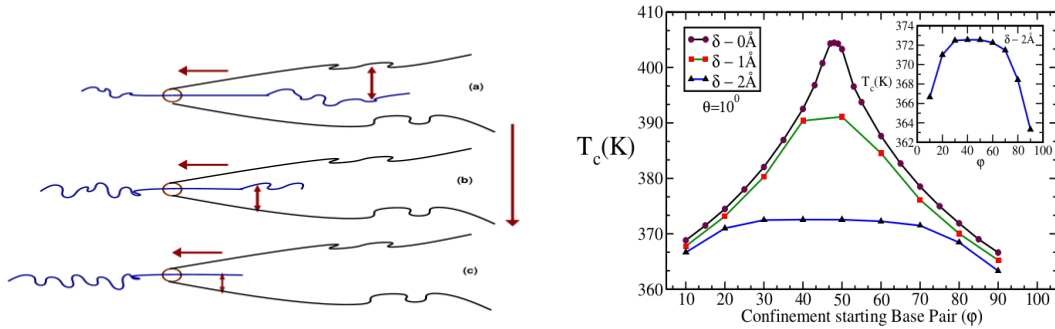 (a)
(b)
(c)
410
400
390
380
370
360
T_c(K)
δ – 0Å
δ – 1Å
δ – 2Å
θ=10⁰
374
372
370
368
366
364
362
δ – 2Å
T_c(K)
0 20 40 60 80 100
φ
10 20 30 40 50 60 70 80 90 100
Confinement starting Base Pair (φ)